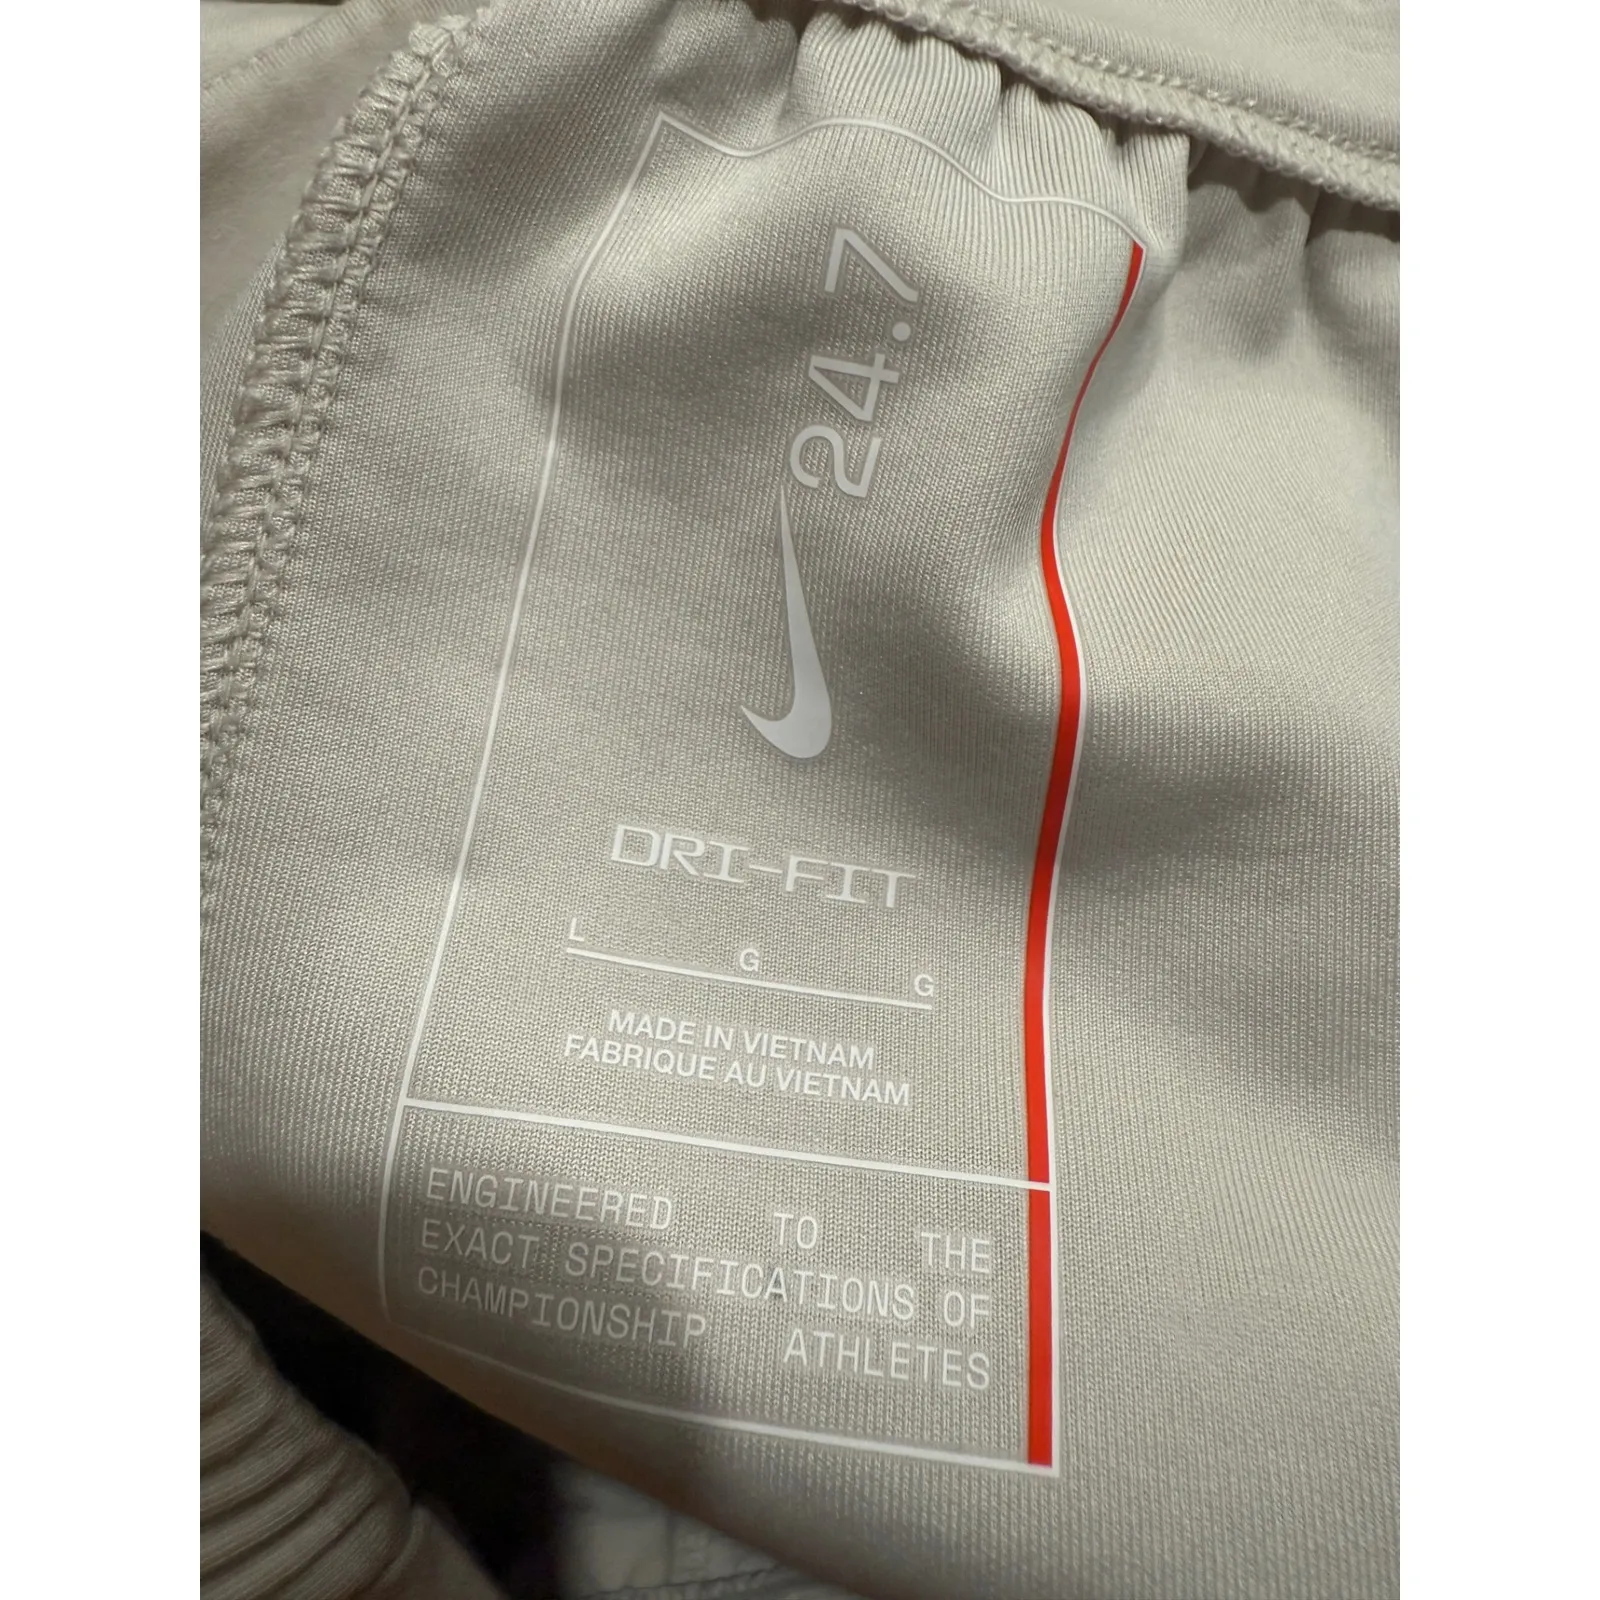 24.7
DRI-FIT
L G G
MADE IN VIETNAM
FABRIQUE AU VIETNAM
ENGINEERED TO THE
EXACT SPECIFICATIONS OF
CHAMPIONSHIP ATHLETES